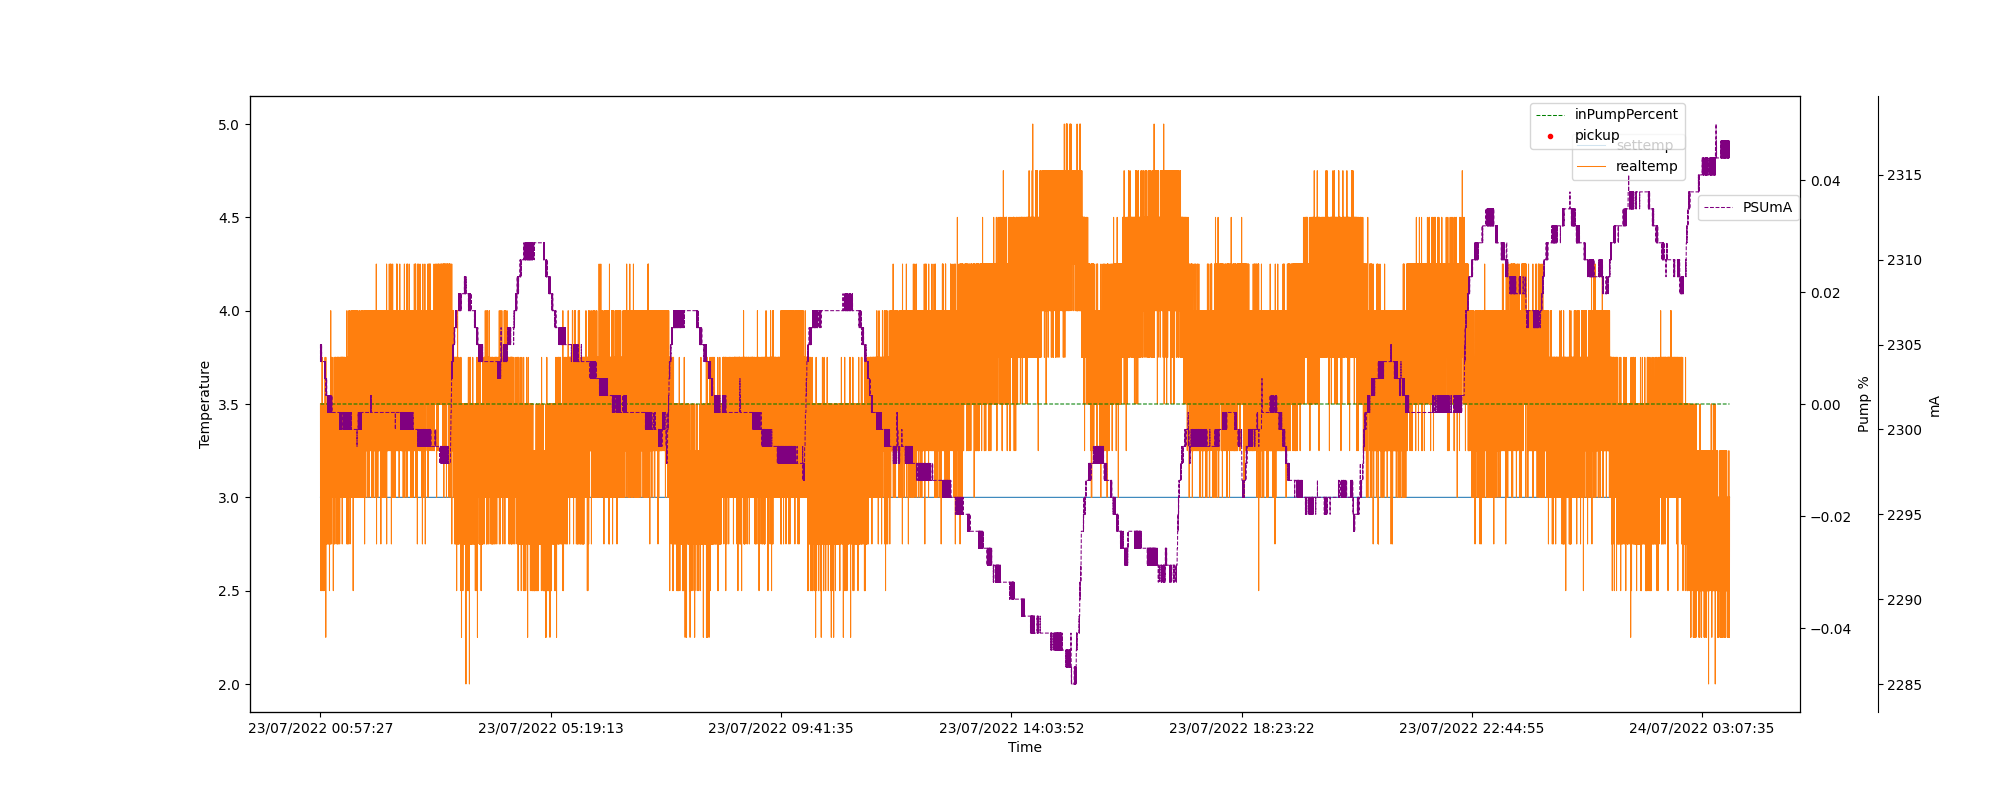 inPumpPercent
pickup
settemp
realtemp
PSUmA
5.0
4.5
4.0
3.5
3.0
2.5
2.0
Temperature
0.04
0.02
0.00
−0.02
−0.04
Pump %
2315
2310
2305
2300
2295
2290
2285
mA
23/07/2022 00:57:27
23/07/2022 05:19:13
23/07/2022 09:41:35
23/07/2022 14:03:52
23/07/2022 18:23:22
23/07/2022 22:44:55
24/07/2022 03:07:35
Time